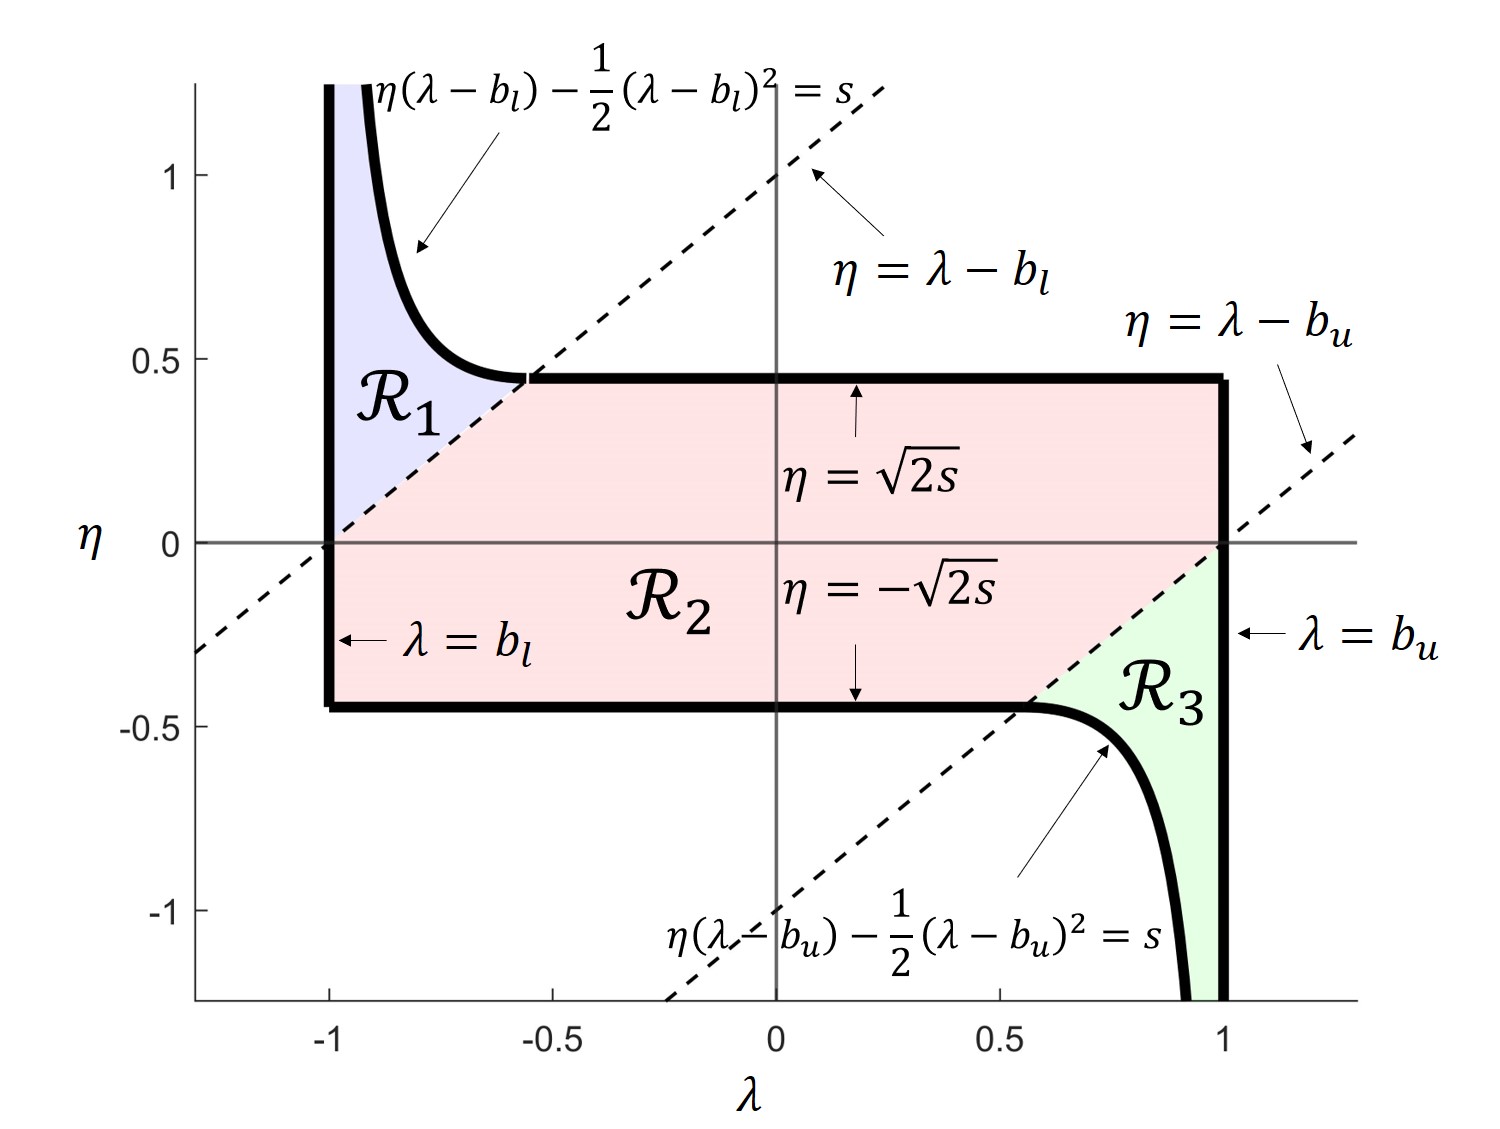 η(λ − b_l) − 1/2 (λ − b_l)² = s
1
η = λ − b_l
η = λ − b_u
0.5
ℛ₁
η = √2s
η
0
η = −√2s
ℛ₂
λ = b_l
λ = b_u
ℛ₃
-0.5
-1
η(λ − b_u) − 1/2 (λ − b_u)² = s
-1 -0.5 0 0.5 1
λ